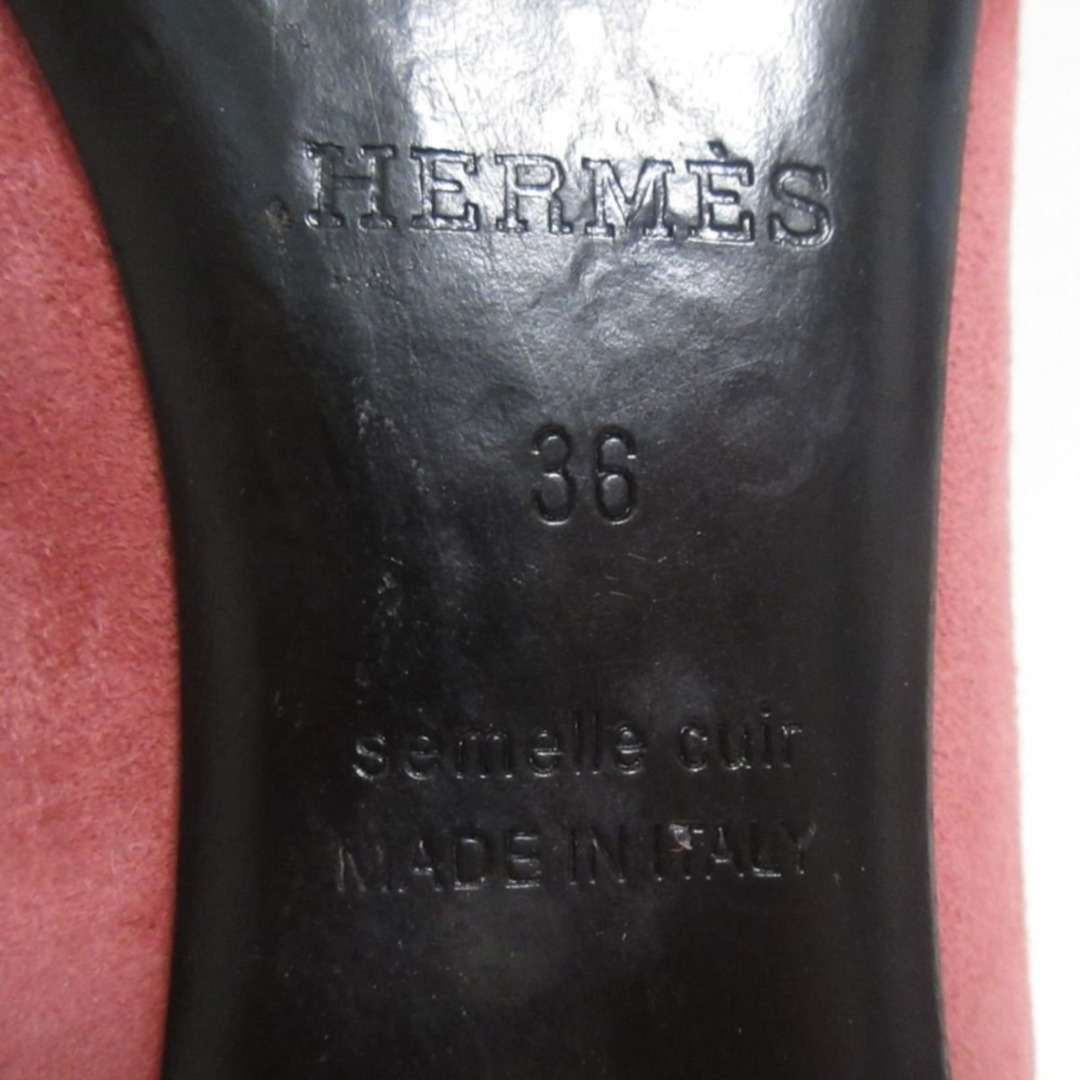 HERMÈS
36
semelle cuir
MADE IN ITALY